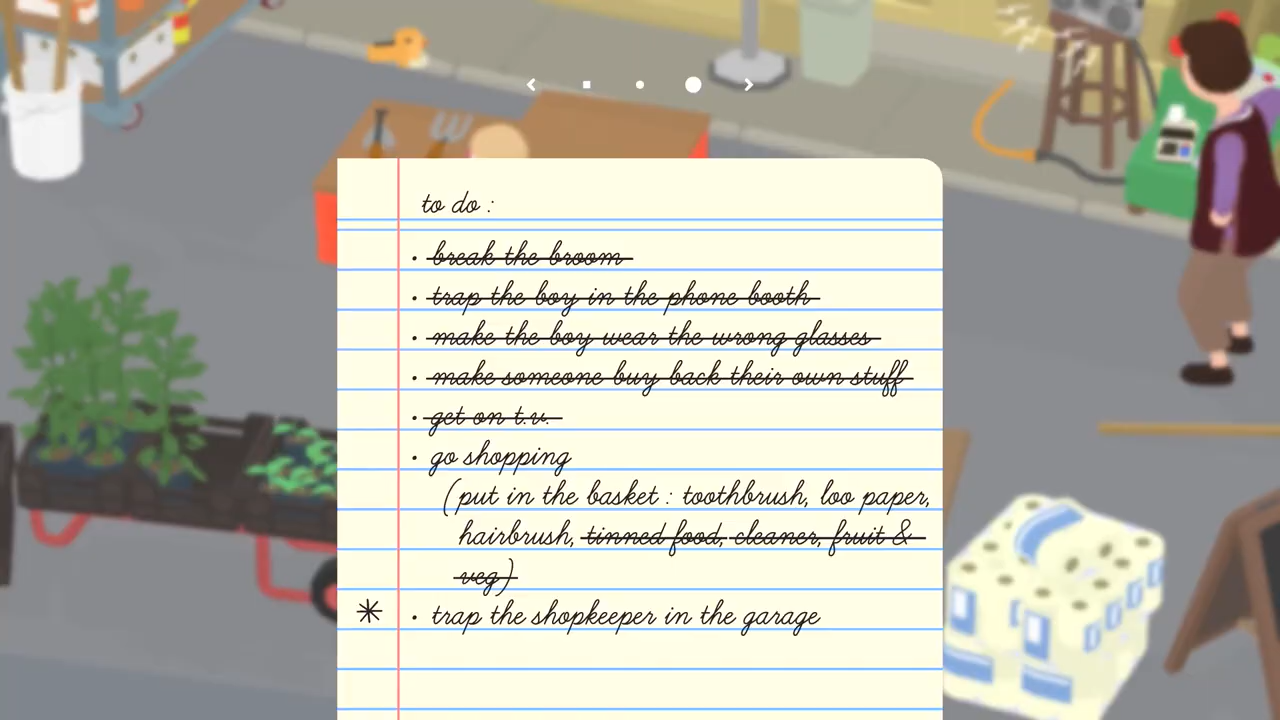 to do :
• break the broom
• trap the boy in the phone booth
• make the boy wear the wrong glasses
• make someone buy back their own stuff
• get on t.v.
• go shopping
(put in the basket : toothbrush, loo paper,
hairbrush, tinned food, cleaner, fruit &
veg)
* • trap the shopkeeper in the garage